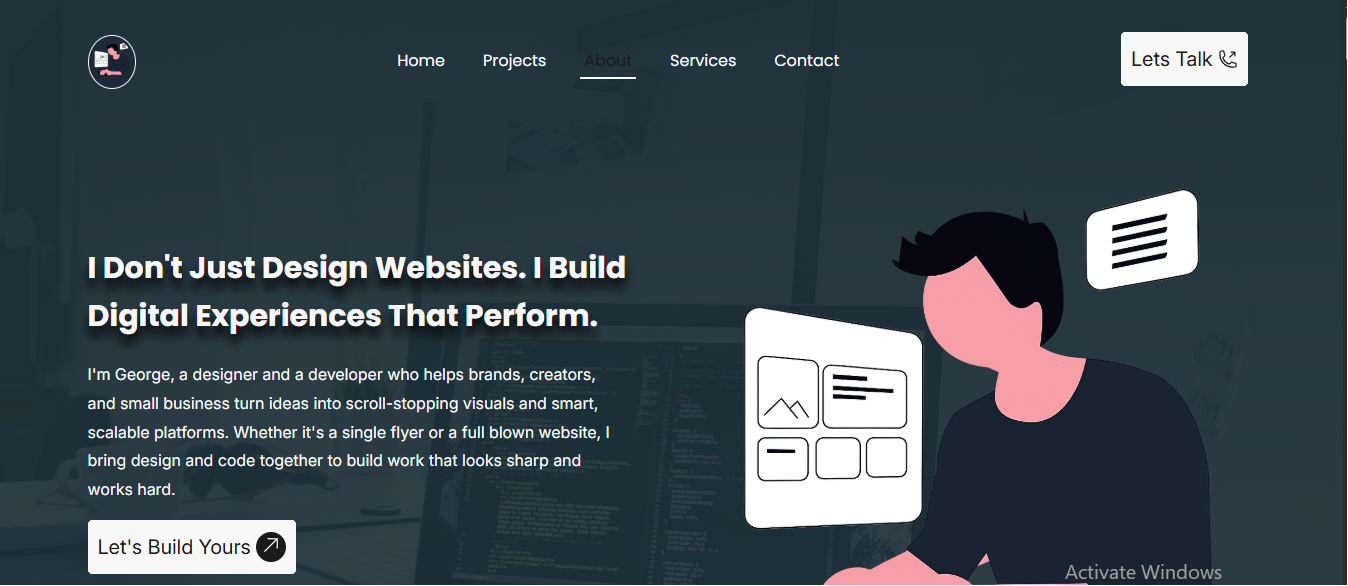 Home Projects About Services Contact
Lets Talk
I Don't Just Design Websites. I Build
Digital Experiences That Perform.
I'm George, a designer and a developer who helps brands, creators,
and small business turn ideas into scroll-stopping visuals and smart,
scalable platforms. Whether it's a single flyer or a full blown website, I
bring design and code together to build work that looks sharp and
works hard.
Let's Build Yours
Activate Windows